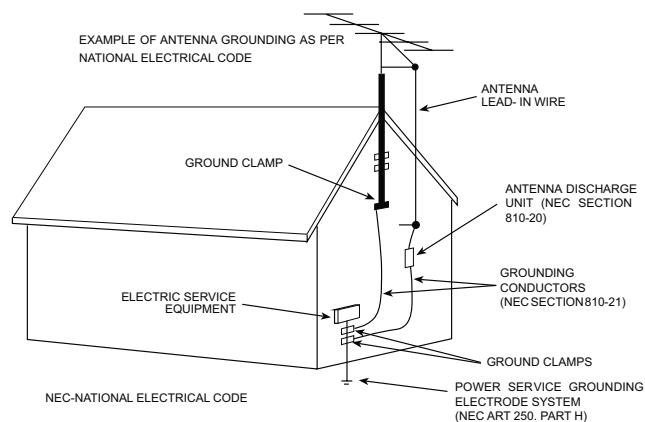 EXAMPLE OF ANTENNA GROUNDING AS PER
NATIONAL ELECTRICAL CODE
ANTENNA
LEAD- IN WIRE
GROUND CLAMP
ANTENNA DISCHARGE
UNIT (NEC SECTION
810-20)
ELECTRIC SERVICE
EQUIPMENT
GROUNDING
CONDUCTORS
(NEC SECTION 810-21)
GROUND CLAMPS
NEC-NATIONAL ELECTRICAL CODE
POWER SERVICE GROUNDING
ELECTRODE SYSTEM
(NEC ART 250. PART H)